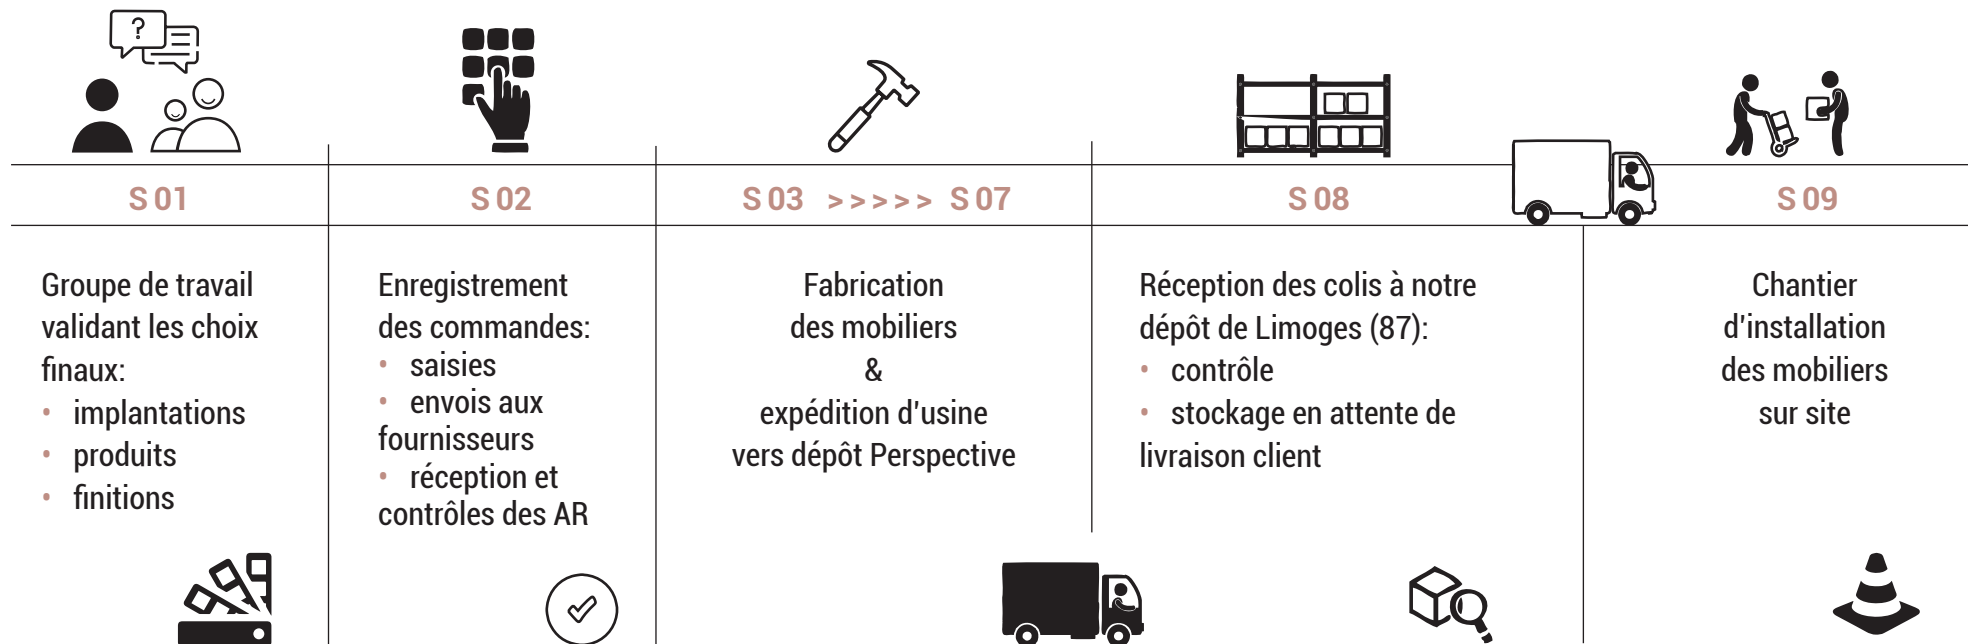 ?
S 01
S 02
S 03 >>>>> S 07
S 08
S 09
Groupe de travail
validant les choix
finaux:
• implantations
• produits
• finitions
Enregistrement
des commandes:
• saisies
• envois aux
fournisseurs
• réception et
contrôles des AR
Fabrication
des mobiliers
&
expédition d'usine
vers dépôt Perspective
Réception des colis à notre
dépôt de Limoges (87):
• contrôle
• stockage en attente de
livraison client
Chantier
d'installation
des mobiliers
sur site